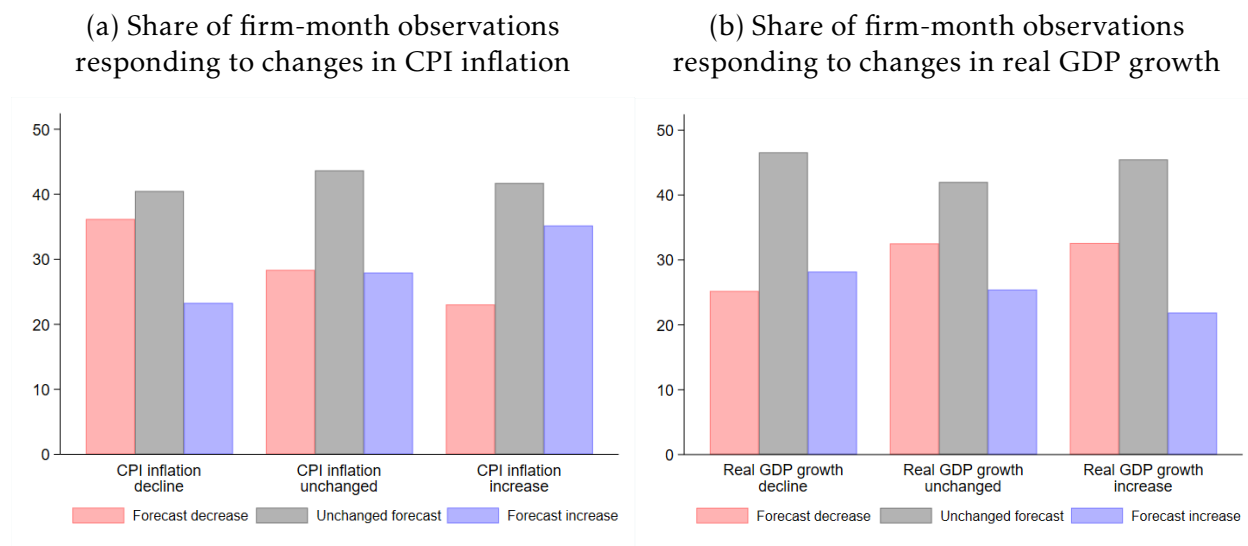 (a) Share of firm-month observations
responding to changes in CPI inflation
50
40
30
20
10
0
CPI inflation
decline
CPI inflation
unchanged
CPI inflation
increase
Forecast decrease
Unchanged forecast
Forecast increase
(b) Share of firm-month observations
responding to changes in real GDP growth
50
40
30
20
10
0
Real GDP growth
decline
Real GDP growth
unchanged
Real GDP growth
increase
Forecast decrease
Unchanged forecast
Forecast increase